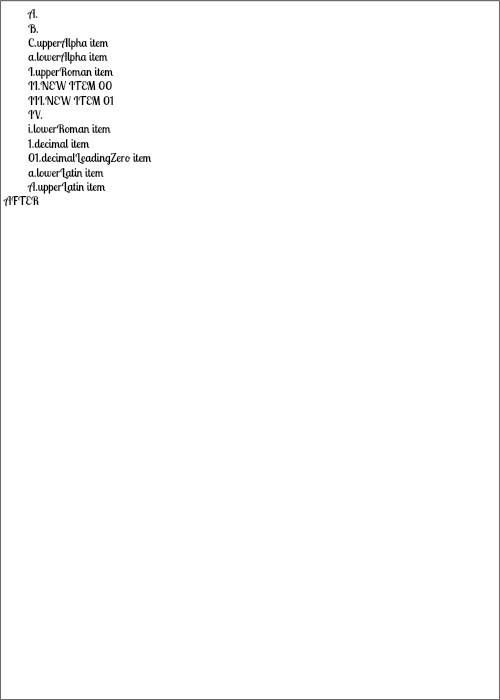 A.
B.
C.upperAlpha item
a.lowerAlpha item
I.upperRoman item
II.NEW ITEM 00
III.NEW ITEM 01
IV.
i.lowerRoman item
1.decimal item
01.decimalLeadingZero item
a.lowerLatin item
A.upperLatin item
AFTER